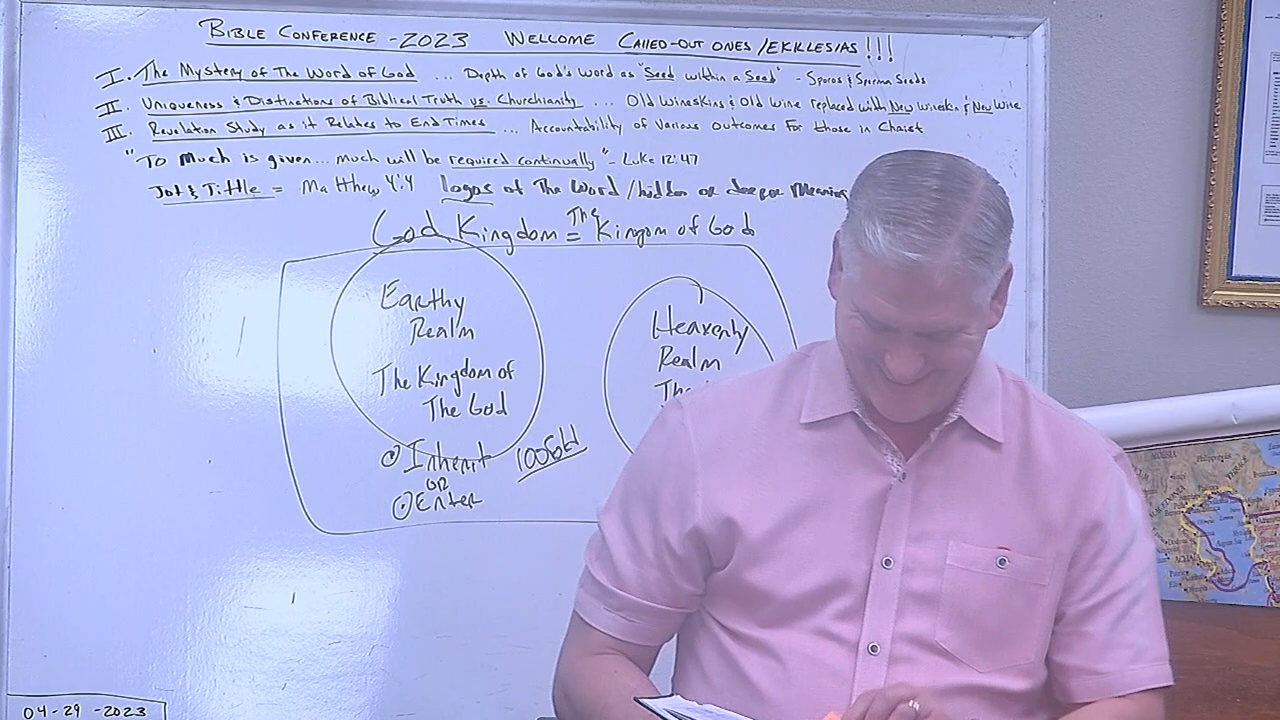 BIBLE CONFERENCE - 2023 WELCOME CALLED-OUT ONES/EKKLESIAS!!!
I. The Mystery of The Word of God ... Depth of God's Word as "Seed within a Seed" - Sporos & Sperma Seeds
II. Uniqueness & Distinctions of Biblical Truth vs. Churchianity ... Old Wineskins & Old Wine replaced with New Wineskin & New Wine
III. Revelation Study as it Relates to End Times ... Accountability of Various Outcomes For those in Christ
"To Much is given... much will be required continually" - Luke 12:47
Jot & Tittle = Matthew 4:4 logos of The Word/hidden or deeper Meaning
God Kingdom = The Kingom of God
Earthy
Realm
The Kingdom of
The God
Inherit
or
Enter
100fold
Heavenly
Realm
04-29-2023